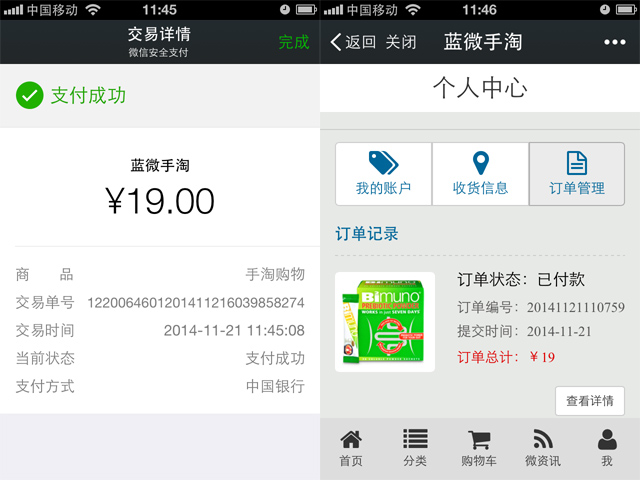 中国移动 11:45
交易详情
微信安全支付
完成
支付成功
蓝微手淘
¥19.00
商 品 手淘购物
交易单号 1220064601201411216039858274
交易时间 2014-11-21 11:45:08
当前状态 支付成功
支付方式 中国银行
中国移动 11:46
返回 关闭 蓝微手淘
个人中心
我的账户 收货信息 订单管理
订单记录
Bimuno
订单状态：已付款
订单编号：20141121110759
提交时间：2014-11-21
订单总计：￥19
查看详情
首页 分类 购物车 微资讯 我